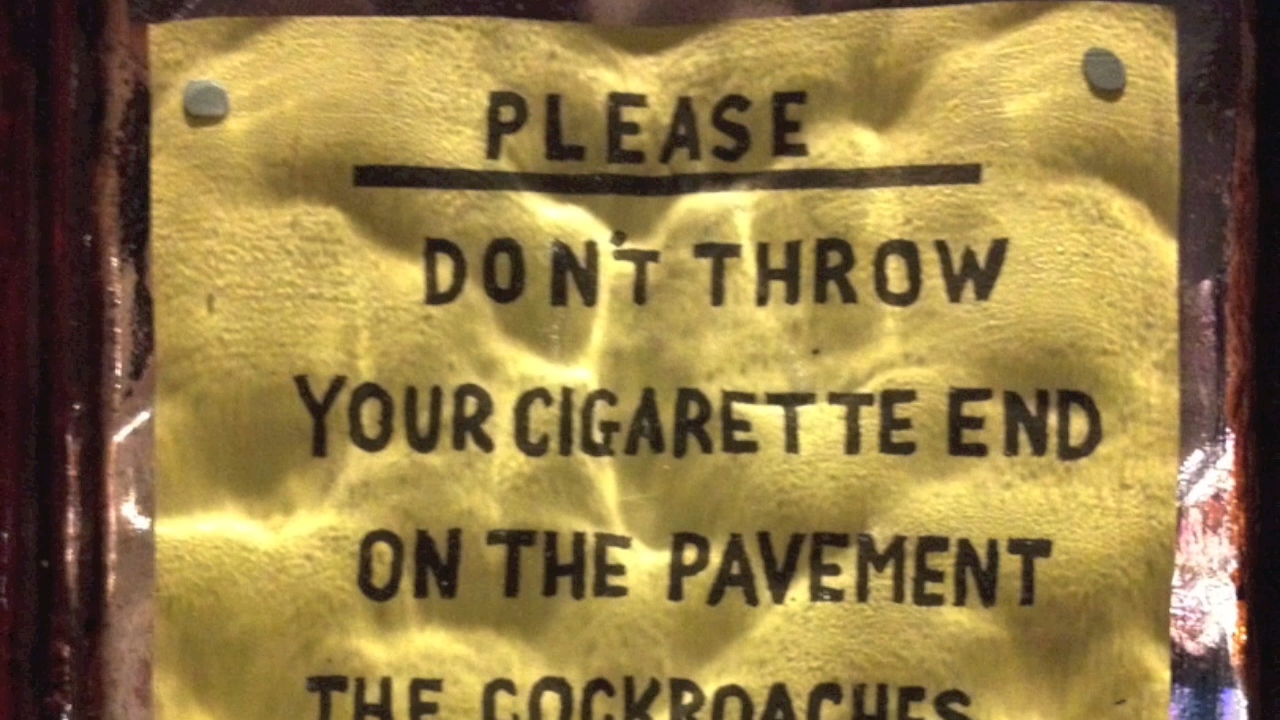 PLEASE
DON'T THROW
YOUR CIGARETTE END
ON THE PAVEMENT
THE COCKROACHES